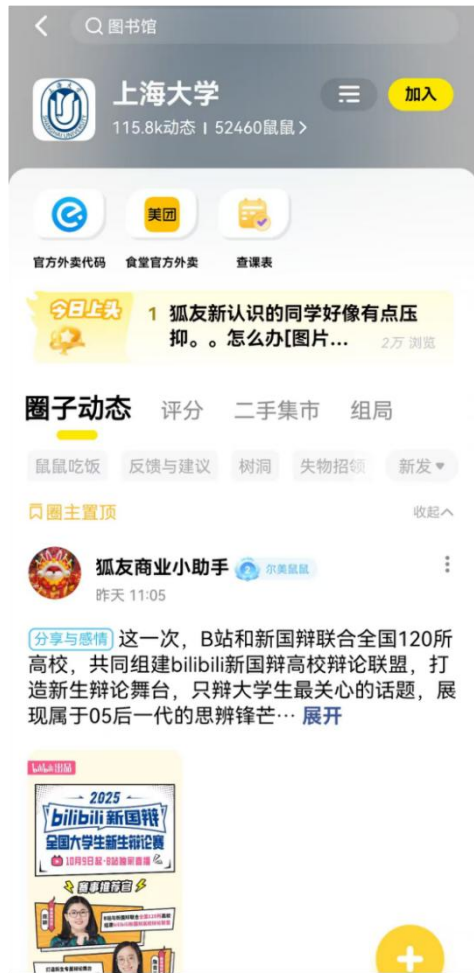 图书馆
上海大学
加入
115.8k动态 | 52460鼠鼠 >
美团
官方外卖代码 食堂官方外卖 查课表
今日上头
1 狐友新认识的同学好像有点压
抑。。怎么办[图片... 2万 浏览
圈子动态 评分 二手集市 组局
鼠鼠吃饭 反馈与建议 树洞 失物招领 新发
圈主置顶 收起
狐友商业小助手 尔美鼠鼠
昨天 11:05
分享与感情 这一次，B站和新国辩联合全国120所
高校，共同组建bilibili新国辩高校辩论联盟，打
造新生辩论舞台，只辩大学生最关心的话题，展
现属于05后一代的思辨锋芒… 展开
bilibili出品
2025
bilibili 新国辩
全国大学生新生辩论赛
10月9日起·B站独家直播
赛事推荐官